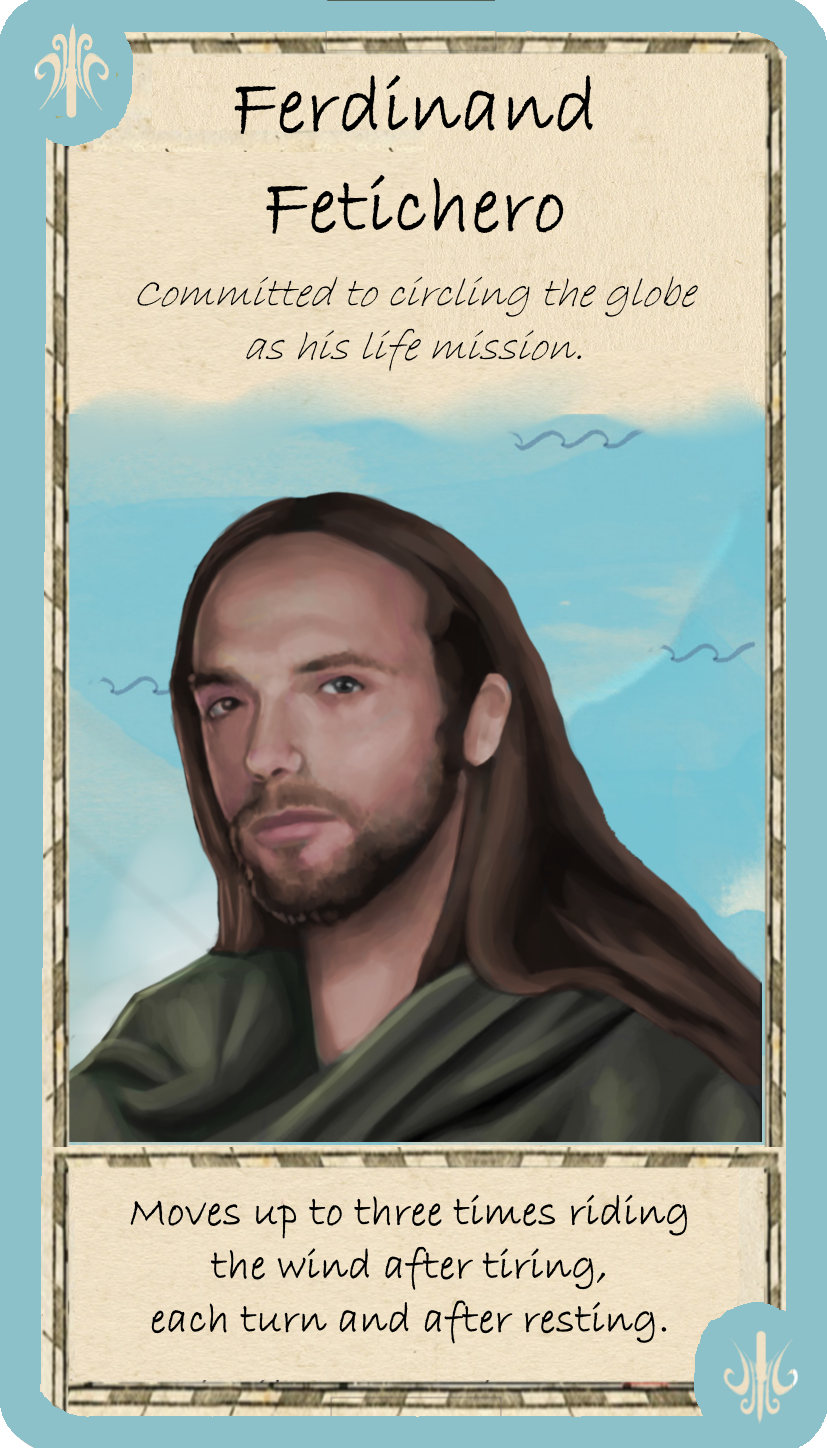 Ferdinand
Fetichero
Committed to circling the globe
as his life mission.
Moves up to three times riding
the wind after tiring,
each turn and after resting.